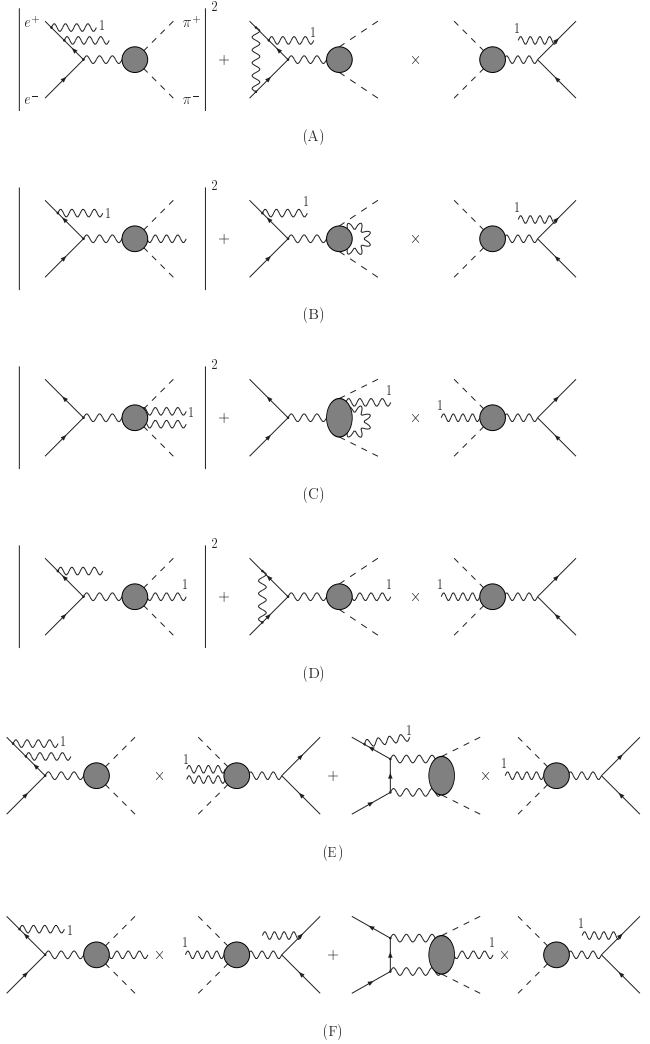 e⁺ 1 π⁺ 2 1 1
+ ×
e⁻ π⁻
(A)
2
1 1 1
+ ×
(B)
2
1 1 1
+ ×
(C)
2
1 1 1
+ ×
(D)
1 1 1 1
× + ×
(E)
1 1 1 1
× + ×
(F)